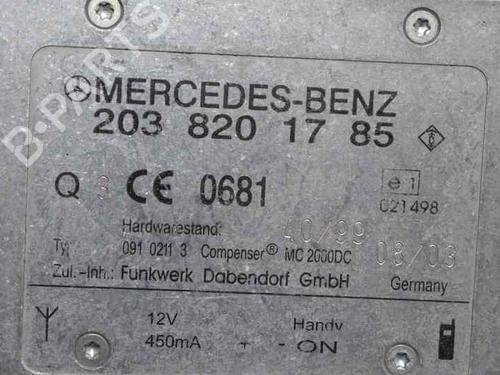 MERCEDES-BENZ
203 820 17 85
Q 3 CE 0681
e 1
021498
Hardwarestand: 40/99
Typ 091 0211 3 Compenser® MC 2000DC 08/03
Zul.-Inh.: Funkwerk Dabendorf GmbH Germany
12V
450mA + -
Handy
ON
B-PARTS